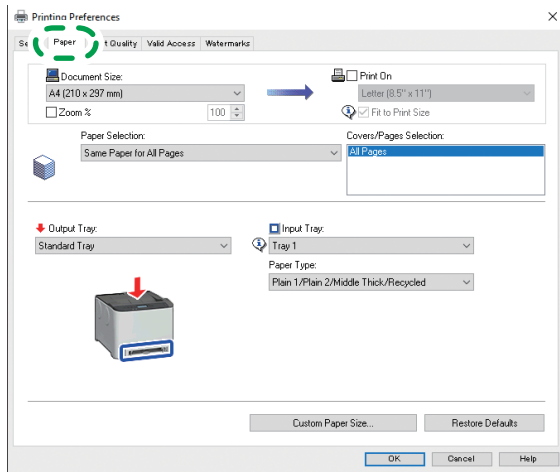 Printing Preferences
Paper t Quality Valid Access Watermarks
Document Size:
A4 (210 x 297 mm)
Zoom % 100
Print On
Letter (8.5" x 11")
Fit to Print Size
Paper Selection:
Same Paper for All Pages
Covers/Pages Selection:
All Pages
Output Tray:
Standard Tray
Input Tray:
Tray 1
Paper Type:
Plain 1/Plain 2/Middle Thick/Recycled
Custom Paper Size... Restore Defaults
OK Cancel Help